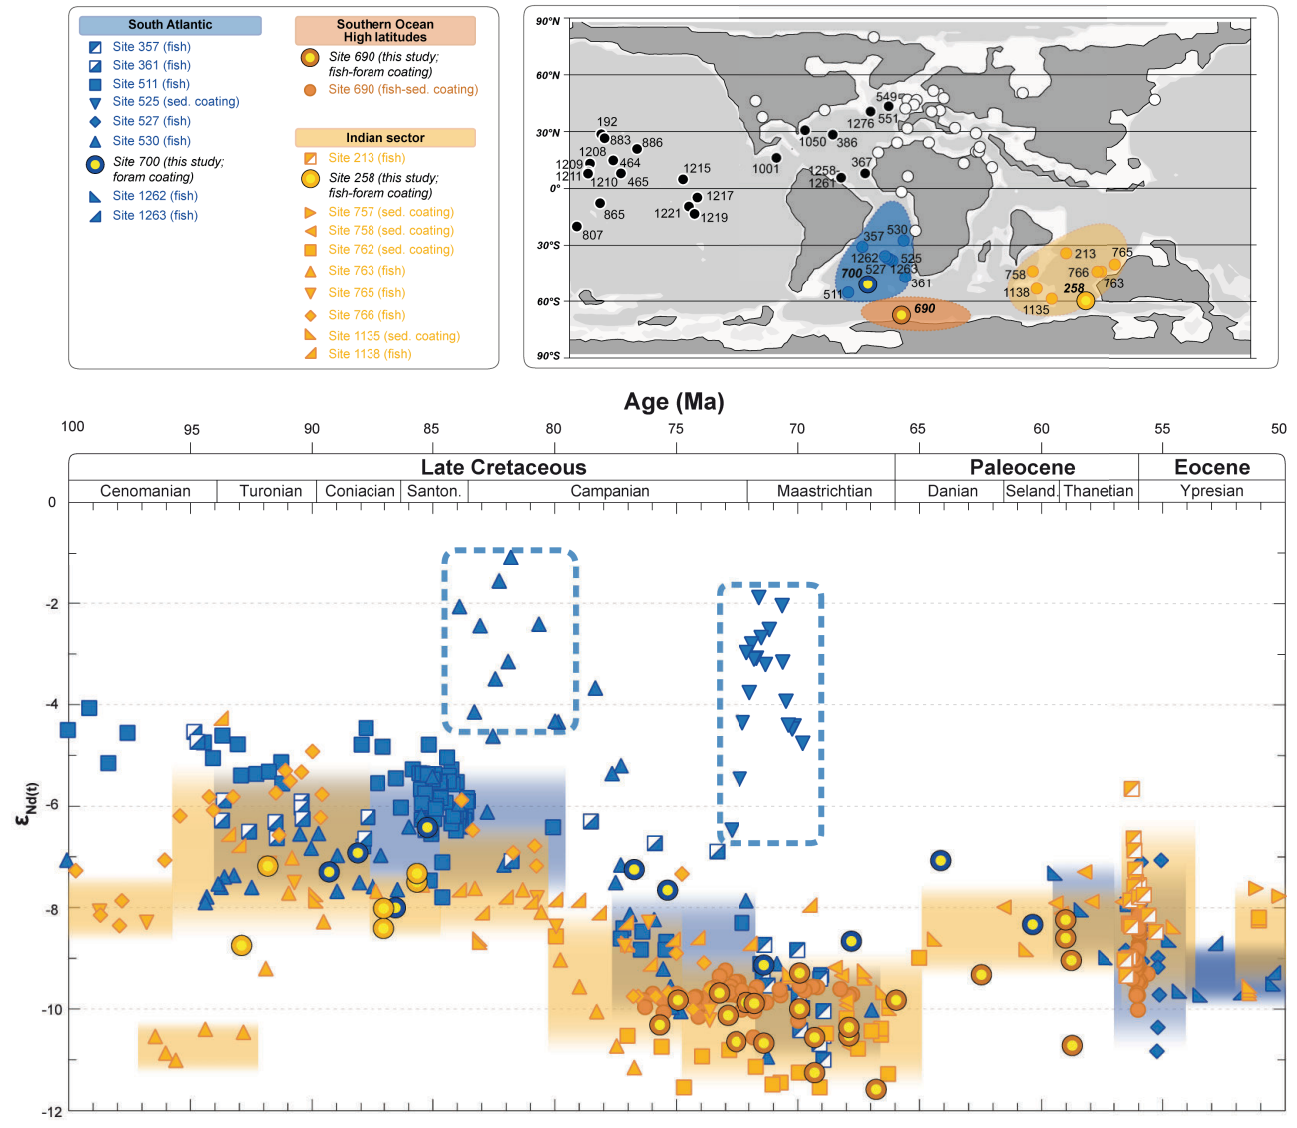 South Atlantic
Site 357 (fish)
Site 361 (fish)
Site 511 (fish)
Site 525 (sed. coating)
Site 527 (fish)
Site 530 (fish)
Site 700 (this study;
foram coating)
Site 1262 (fish)
Site 1263 (fish)
Southern Ocean
High latitudes
Site 690 (this study;
fish-forem coating)
Site 690 (fish-sed. coating)
Indian sector
Site 213 (fish)
Site 258 (this study;
fish-forem coating)
Site 757 (sed. coating)
Site 758 (sed. coating)
Site 762 (sed. coating)
Site 763 (fish)
Site 765 (fish)
Site 766 (fish)
Site 1135 (sed. coating)
Site 1138 (fish)
90°N
60°N
30°N
0°
30°S
60°S
90°S
192
883
886
1208
1209
464
1211
1210
465
865
807
1215
1217
1221
1219
1001
1050
386
1276
549
551
367
1258-
1261
357
530
1262
525
700
527
1263
361
511
690
213
765
758
766
763
1138
258
1135
Age (Ma)
100 95 90 85 80 75 70 65 60 55 50
Late Cretaceous Paleocene Eocene
Cenomanian Turonian Coniacian Santon. Campanian Maastrichtian Danian Seland. Thanetian Ypresian
0
-2
-4
-6
-8
-10
-12
εNd(t)